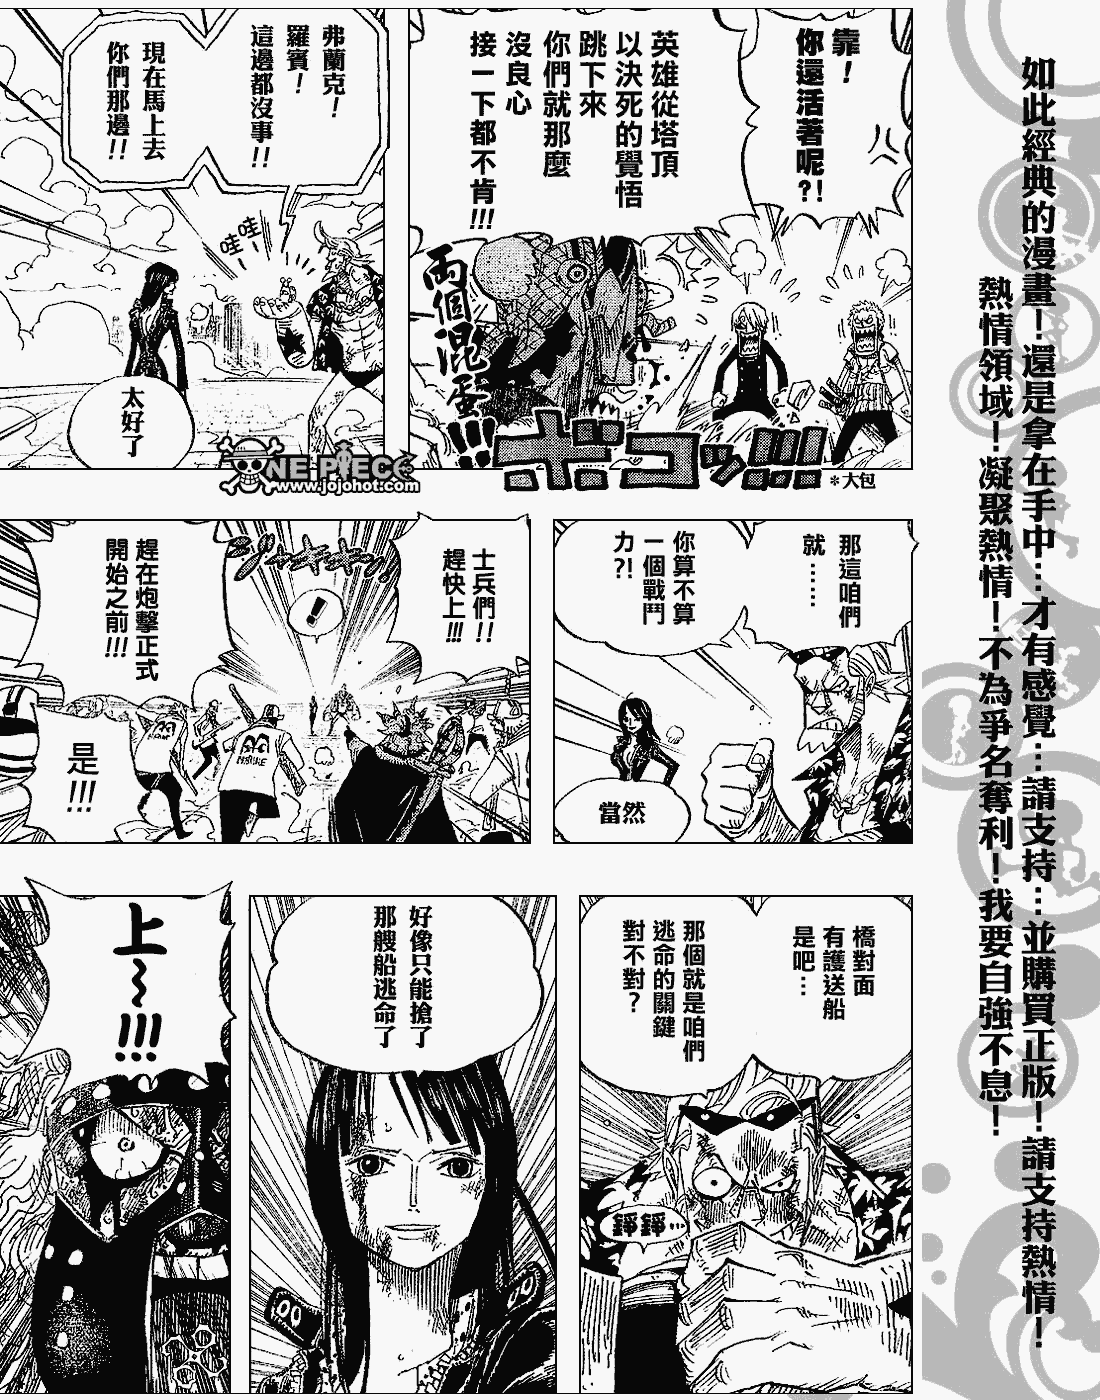 靠！
你還活著呢?!
英雄從塔頂
以決死的覺悟
跳下來
你們就那麼
沒良心
接一下都不肯!!!
兩個混蛋!!!
ボコッ!!!
*大包
弗蘭克！
羅賓！
這邊都沒事!!
現在馬上去
你們那邊!!
哇！
哇！
太好了
ONE PIECE
www.jojohot.com
那這咱們
就……
你算不算
一個戰鬥
力?!
當然
士兵們!!
趕快上!!!
!
趕在炮擊正式
開始之前!!!
是!!!
MARINE
MARINE
橋對面
有護送船
是吧…
那個就是咱們
逃命的關鍵
對不對？
錚錚…
好像只能搶了
那艘船逃命了
上～!!!
如此經典的漫畫！還是拿在手中…才有感覺…請支持…並購買正版！請支持熱情！
熱情領域！凝聚熱情！不為爭名奪利！我要自強不息！